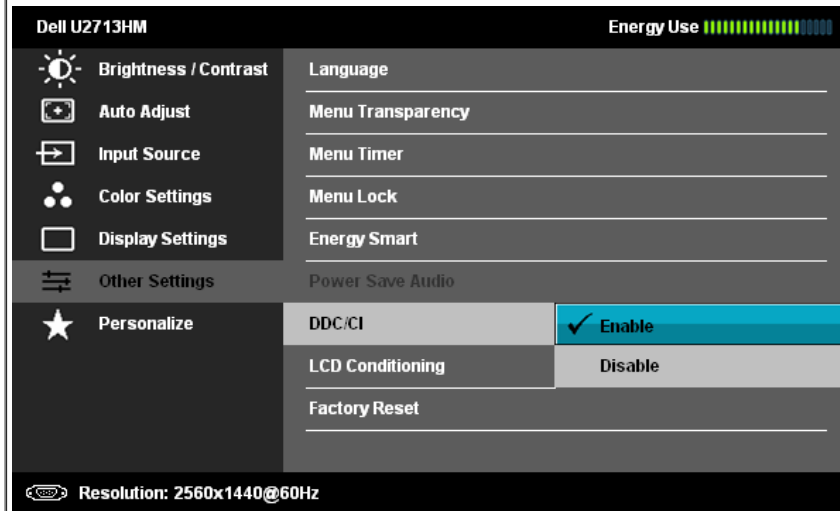 Dell U2713HM Energy Use
Brightness / Contrast Language
Auto Adjust Menu Transparency
Input Source Menu Timer
Color Settings Menu Lock
Display Settings Energy Smart
Other Settings Power Save Audio
Personalize DDC/CI Enable
LCD Conditioning Disable
Factory Reset
Resolution: 2560x1440@60Hz